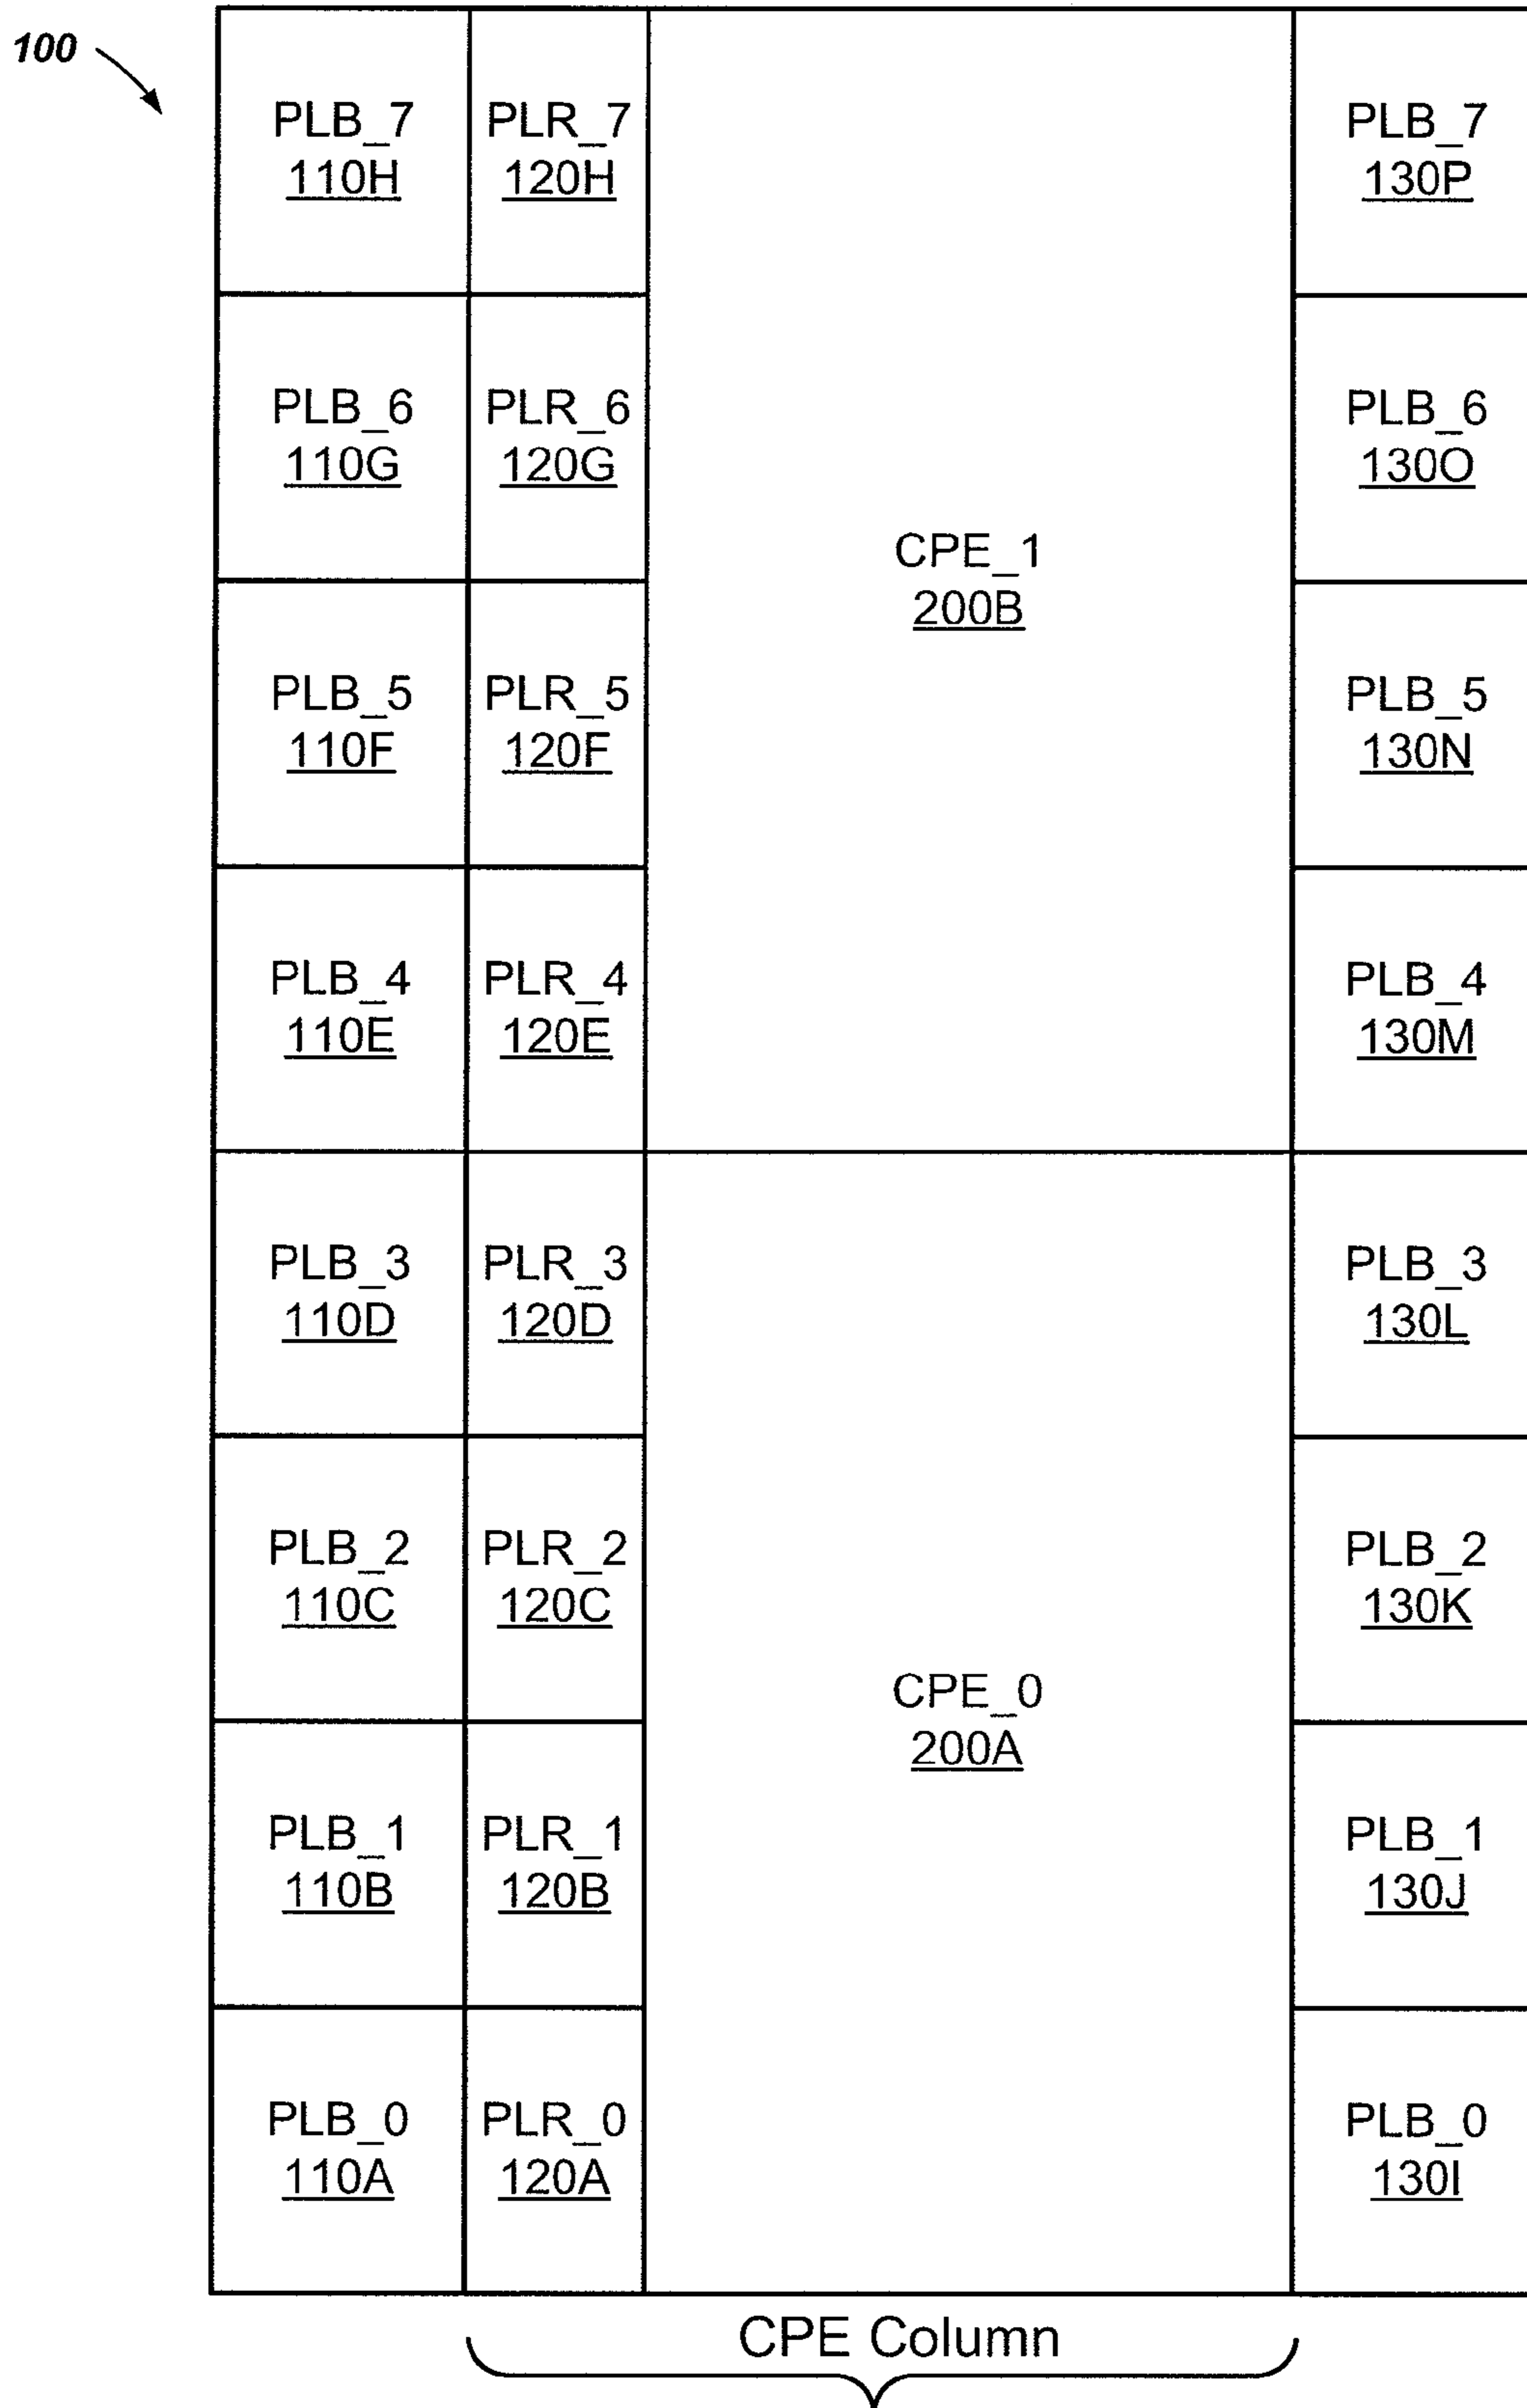 100
PLB_7
110H
PLR_7
120H
PLB_7
130P
PLB_6
110G
PLR_6
120G
PLB_6
130O
CPE_1
200B
PLB_5
110F
PLR_5
120F
PLB_5
130N
PLB_4
110E
PLR_4
120E
PLB_4
130M
PLB_3
110D
PLR_3
120D
PLB_3
130L
PLB_2
110C
PLR_2
120C
PLB_2
130K
CPE_0
200A
PLB_1
110B
PLR_1
120B
PLB_1
130J
PLB_0
110A
PLR_0
120A
PLB_0
130I
CPE Column